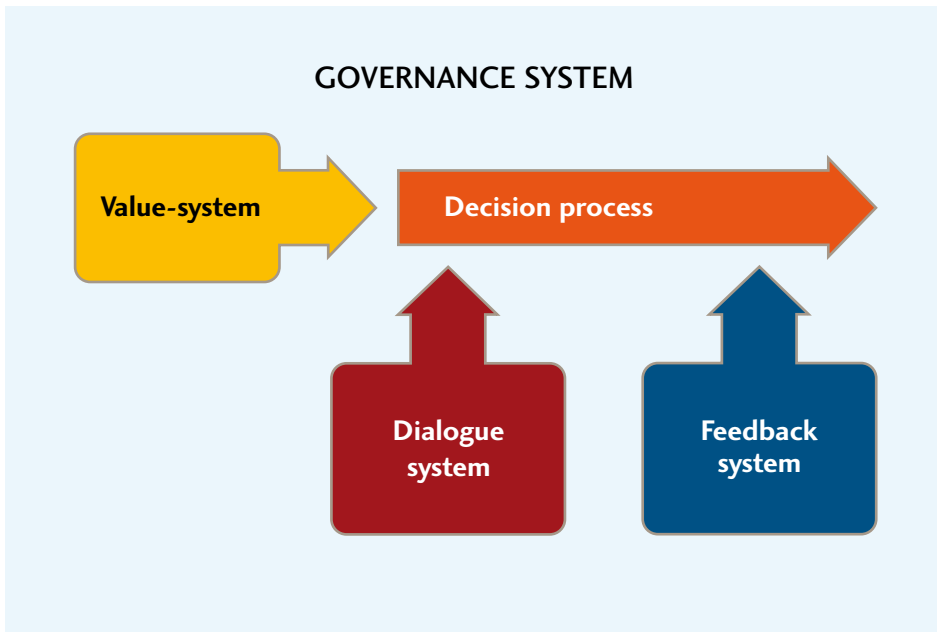 GOVERNANCE SYSTEM
Value-system
Decision process
Dialogue
system
Feedback
system